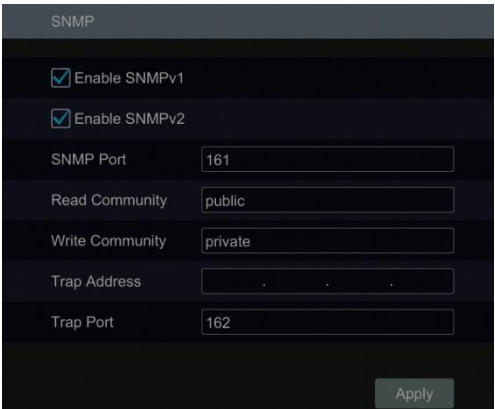 SNMP
Enable SNMPv1
Enable SNMPv2
SNMP Port 161
Read Community public
Write Community private
Trap Address . . .
Trap Port 162
Apply